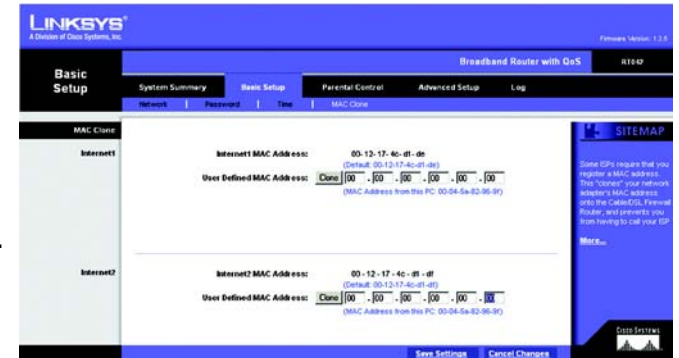 LINKSYS®
A Division of Cisco Systems, Inc.
Firmware Version: 1.3.5
Broadband Router with QoS
RT042
Basic Setup
System Summary
Basic Setup
Parental Control
Advanced Setup
Log
Network | Password | Time | MAC Clone
MAC Clone
SITEMAP
Internet1
Internet1 MAC Address: 00-12-17-4c-d1-de
(Default: 00-12-17-4c-d1-de)
User Defined MAC Address: Clone 00 . 00 . 00 . 00 . 00 . 00
(MAC Address from this PC: 00-04-5a-82-96-9f)
Some ISPs require that you
register a MAC address.
This "clones" your network
adapter's MAC address
onto the Cable/DSL Firewall
Router, and prevents you
from having to call your ISP
More...
Internet2
Internet2 MAC Address: 00-12-17-4c-d1-df
(Default: 00-12-17-4c-d1-df)
User Defined MAC Address: Clone 00 . 00 . 00 . 00 . 00 . 00
(MAC Address from this PC: 00-04-5a-82-96-9f)
Save Settings
Cancel Changes
CISCO SYSTEMS